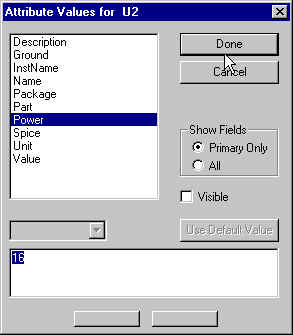 Attribute Values for U2
Description
Ground
InstName
Name
Package
Part
Power
Spice
Unit
Value
Done
Cancel
Show Fields
Primary Only
All
Visible
Use Default Value
16